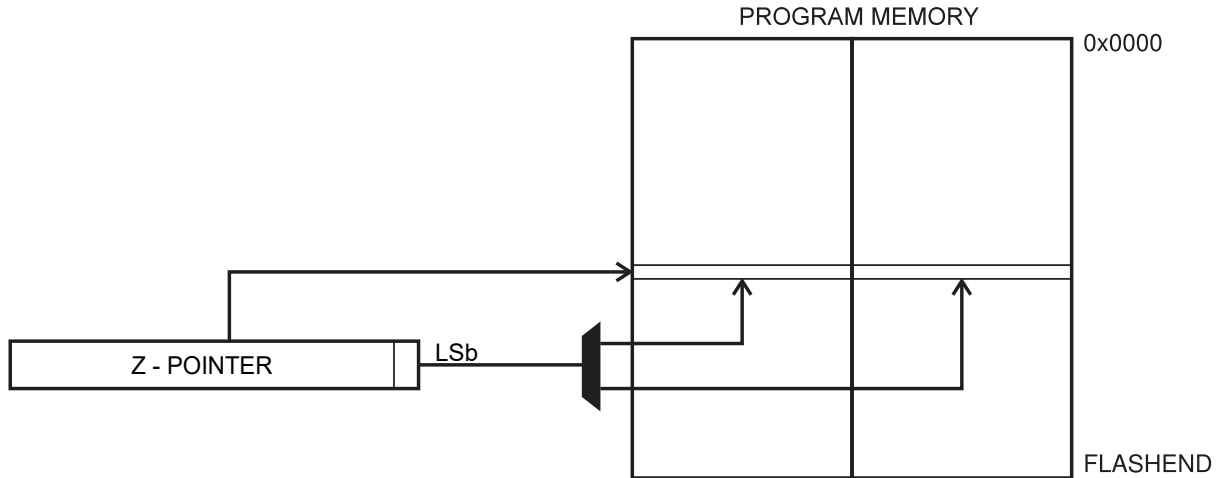 PROGRAM MEMORY
0x0000
LSb
Z - POINTER
FLASHEND